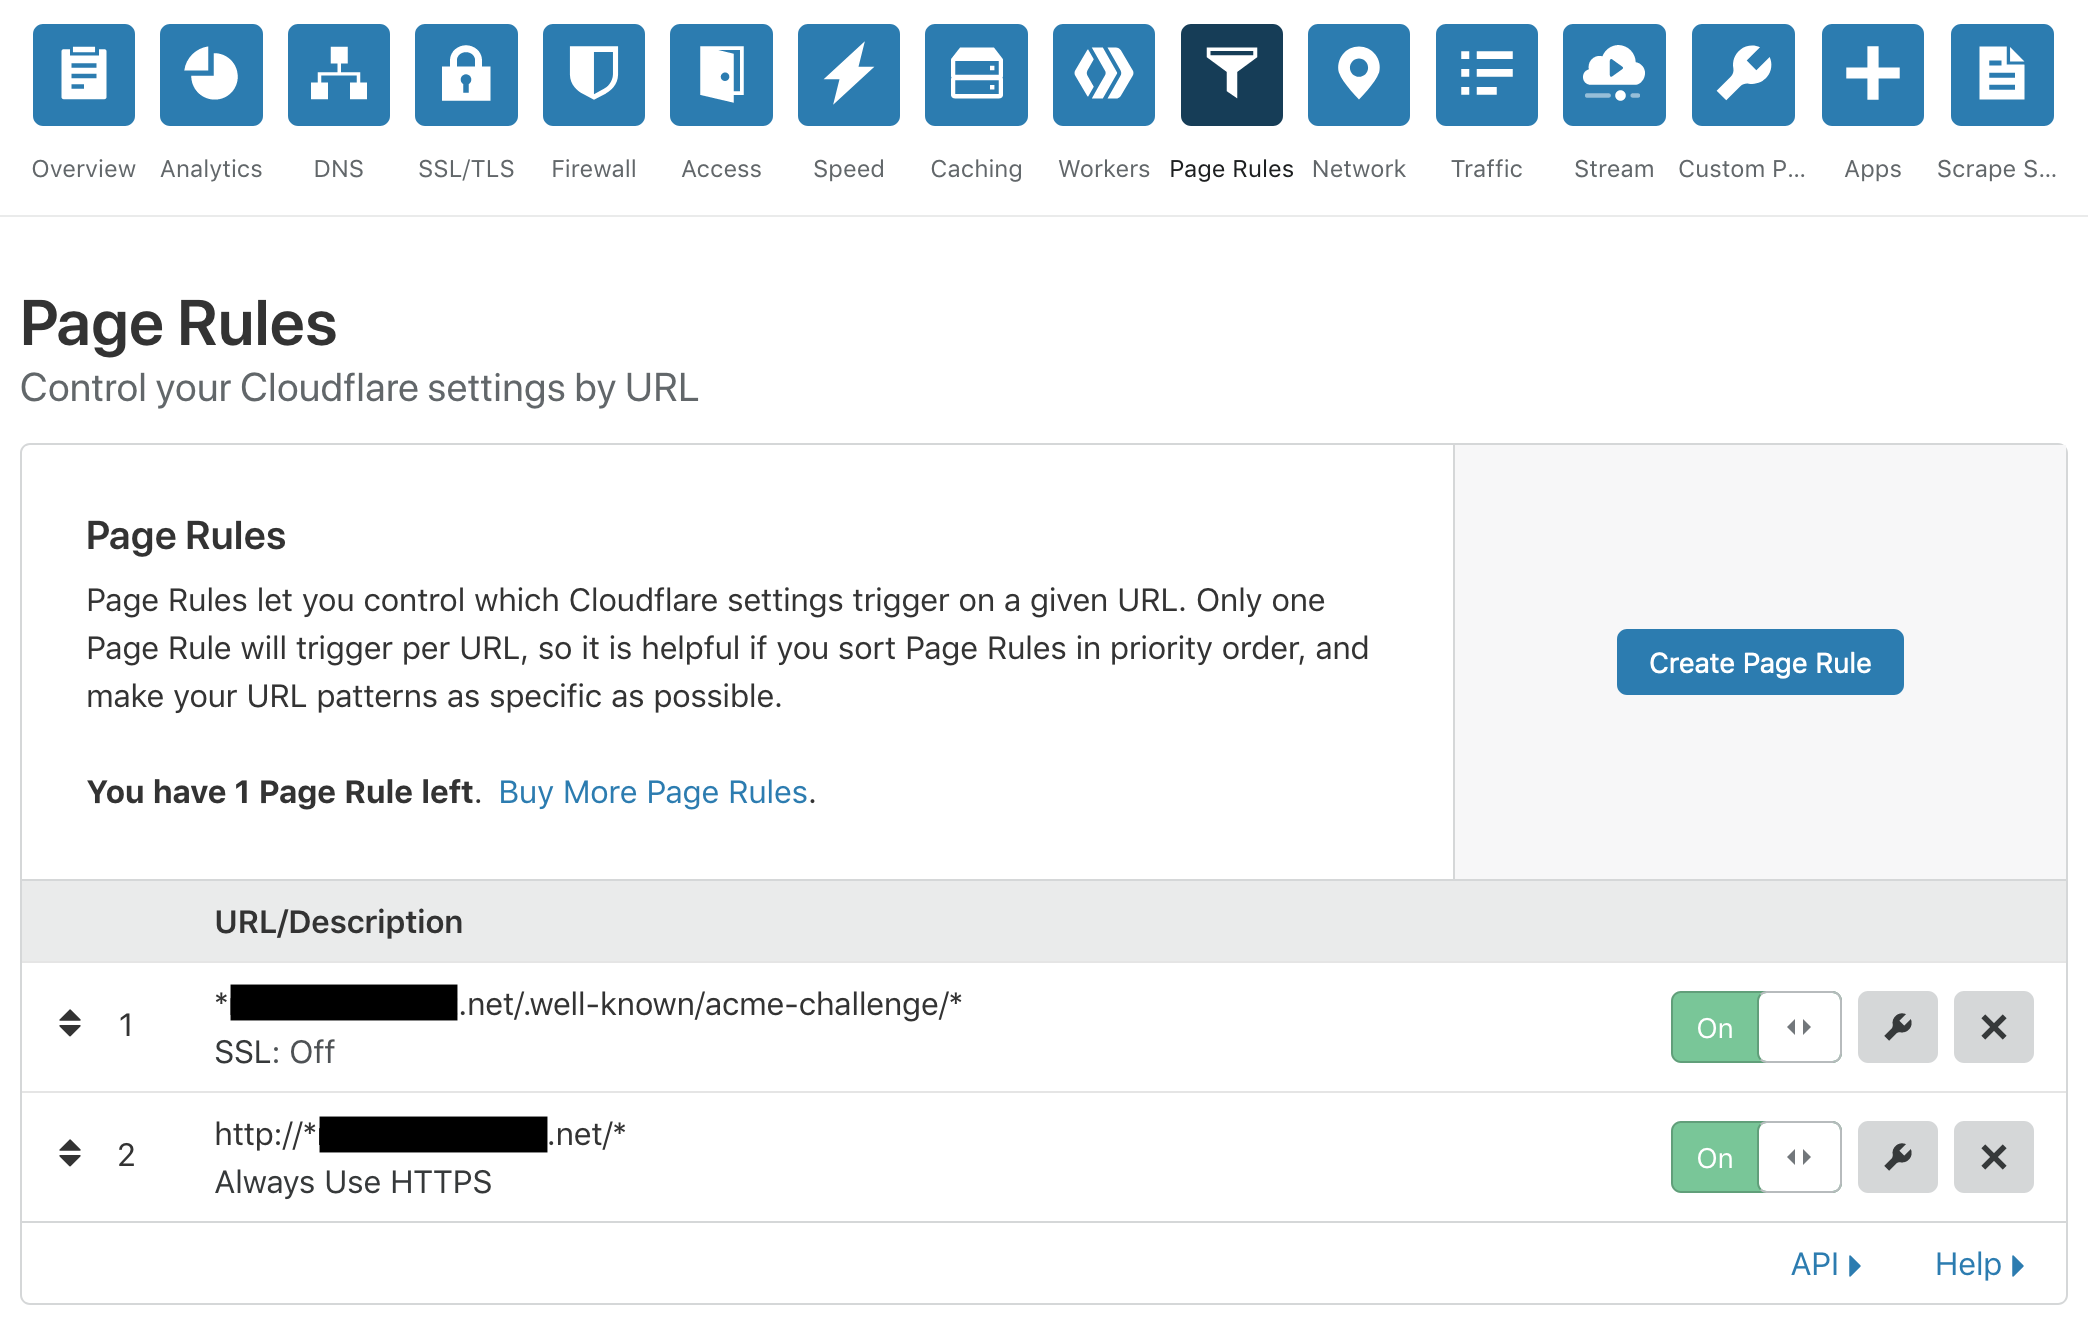 Overview Analytics DNS SSL/TLS Firewall Access Speed Caching Workers Page Rules Network Traffic Stream Custom P... Apps Scrape S...
Page Rules
Control your Cloudflare settings by URL
Page Rules
Page Rules let you control which Cloudflare settings trigger on a given URL. Only one
Page Rule will trigger per URL, so it is helpful if you sort Page Rules in priority order, and
make your URL patterns as specific as possible.
You have 1 Page Rule left. Buy More Page Rules.
Create Page Rule
URL/Description
1 *.net/.well-known/acme-challenge/* On
SSL: Off
2 http://*.net/* On
Always Use HTTPS
API Help